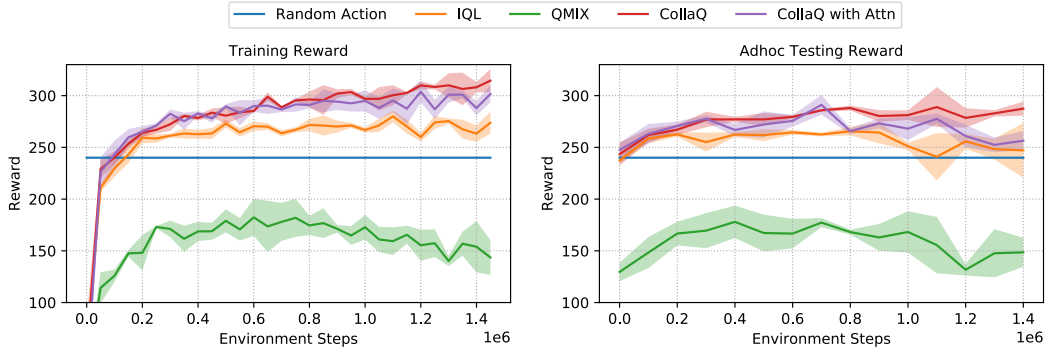 Random Action IQL QMIX CollaQ CollaQ with Attn
Training Reward
Reward
300
250
200
150
100
0.0 0.2 0.4 0.6 0.8 1.0 1.2 1.4
1e6
Environment Steps
Adhoc Testing Reward
Reward
300
250
200
150
100
0.0 0.2 0.4 0.6 0.8 1.0 1.2 1.4
1e6
Environment Steps